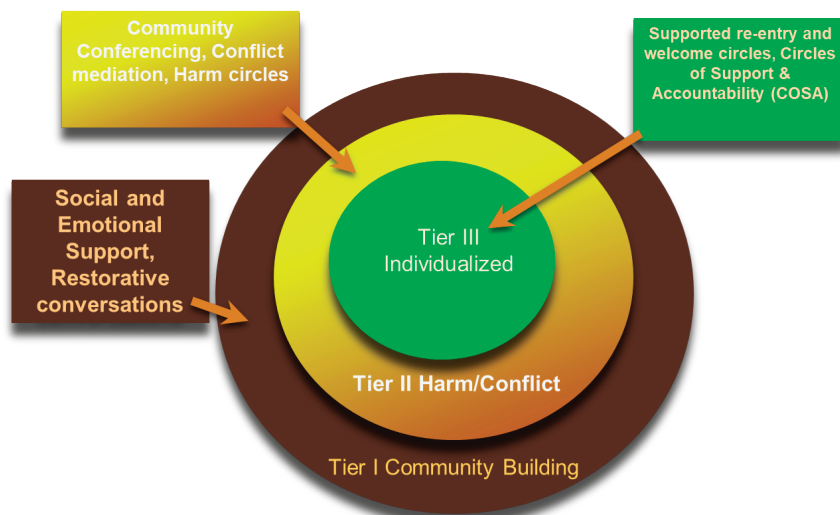 Community
Conferencing, Conflict
mediation, Harm circles
Supported re-entry and
welcome circles, Circles
of Support &
Accountability (COSA)
Social and
Emotional
Support,
Restorative
conversations
Tier III
Individualized
Tier II Harm/Conflict
Tier I Community Building